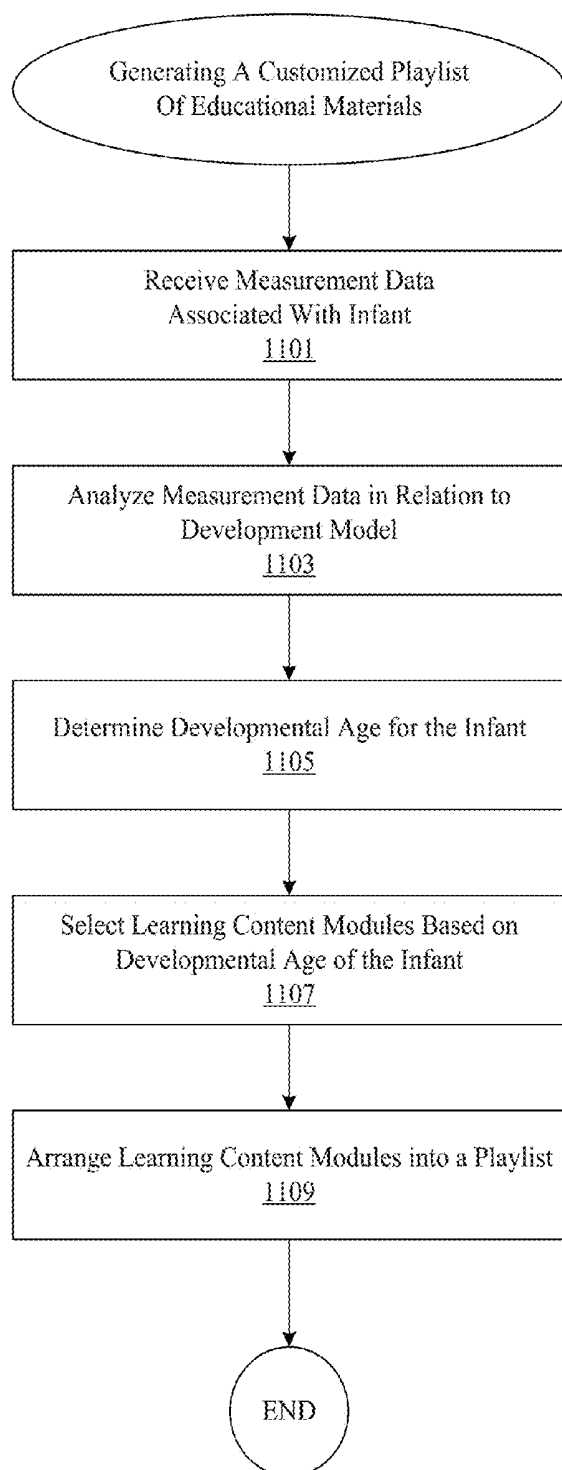 Generating A Customized Playlist
Of Educational Materials
Receive Measurement Data
Associated With Infant
1101
Analyze Measurement Data in Relation to
Development Model
1103
Determine Developmental Age for the Infant
1105
Select Learning Content Modules Based on
Developmental Age of the Infant
1107
Arrange Learning Content Modules into a Playlist
1109
END